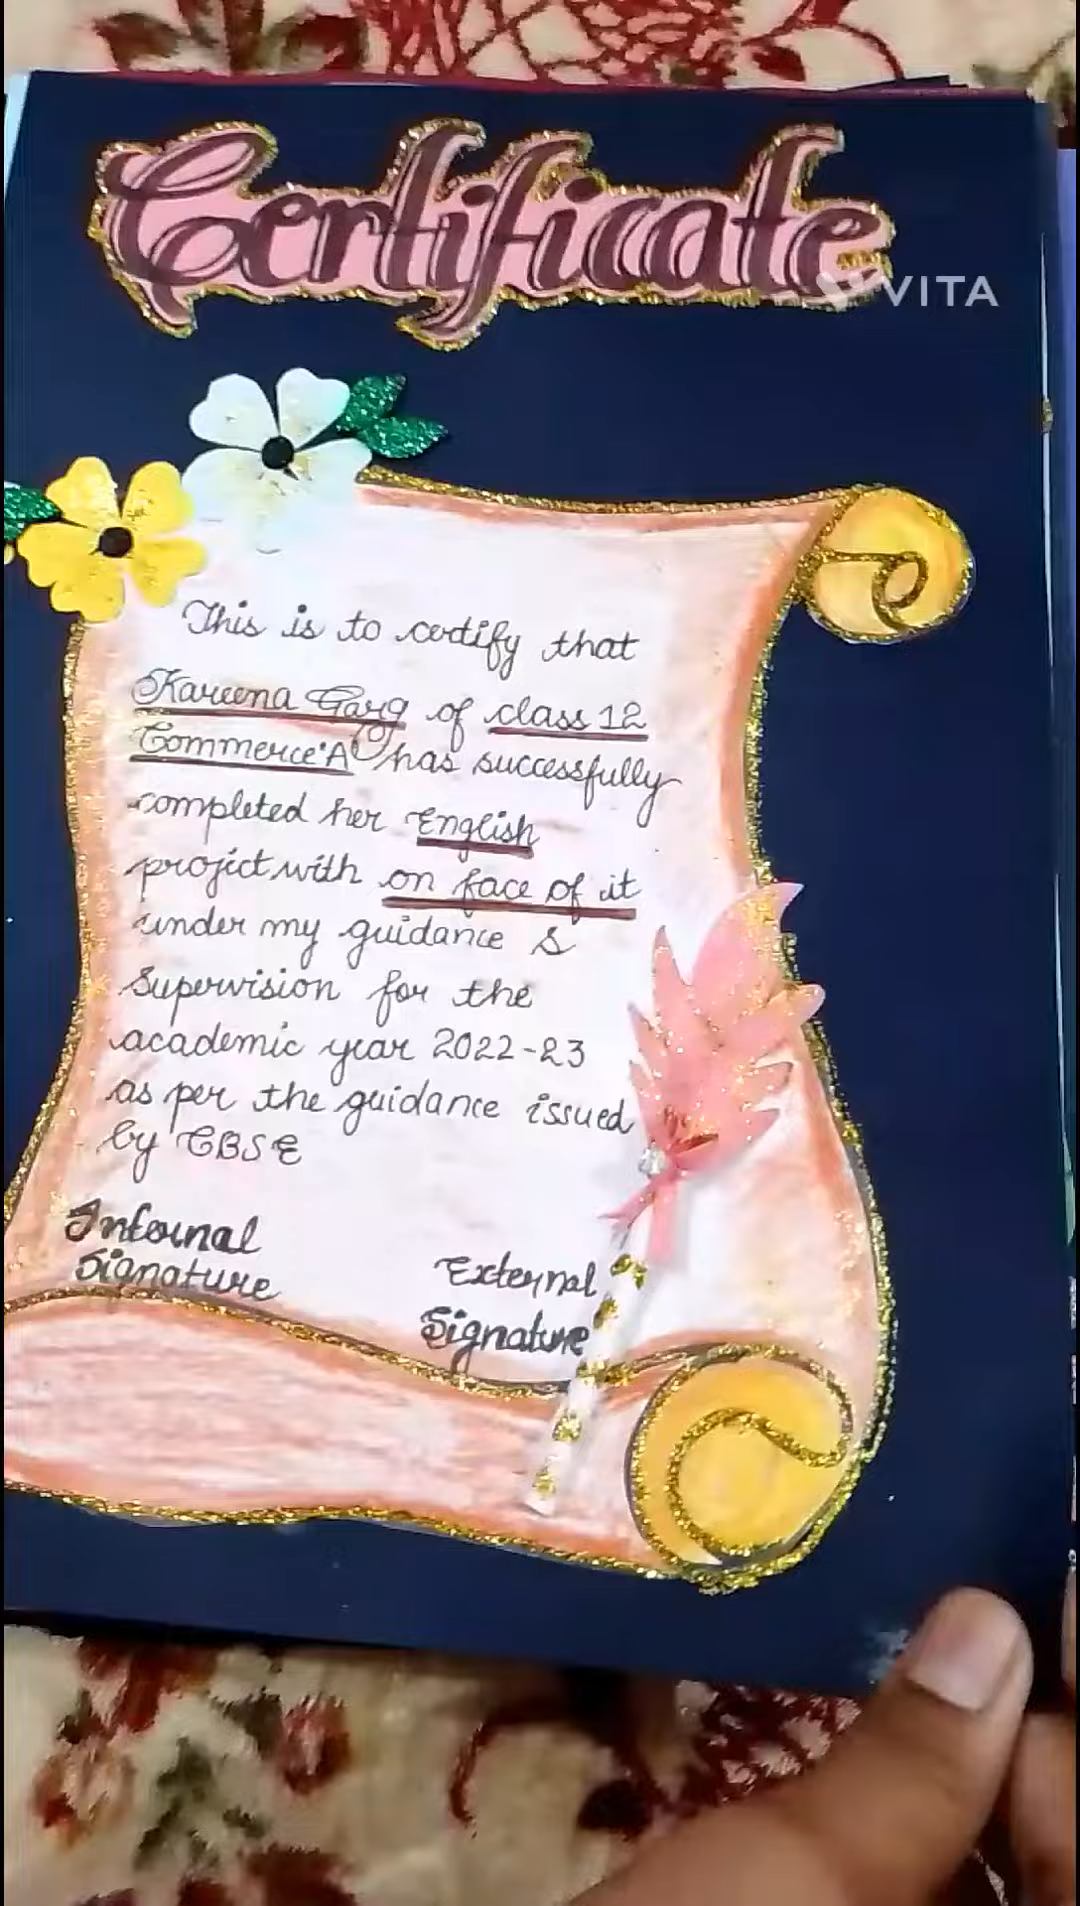 Certificate
VITA
This is to certify that
Kareena Garg of class 12
Commerce 'A' has successfully
completed her English
project with on face of it
under my guidance &
Supervision for the
academic year 2022-23
as per the guidance issued
by CBSE
Internal
Signature
External
Signature